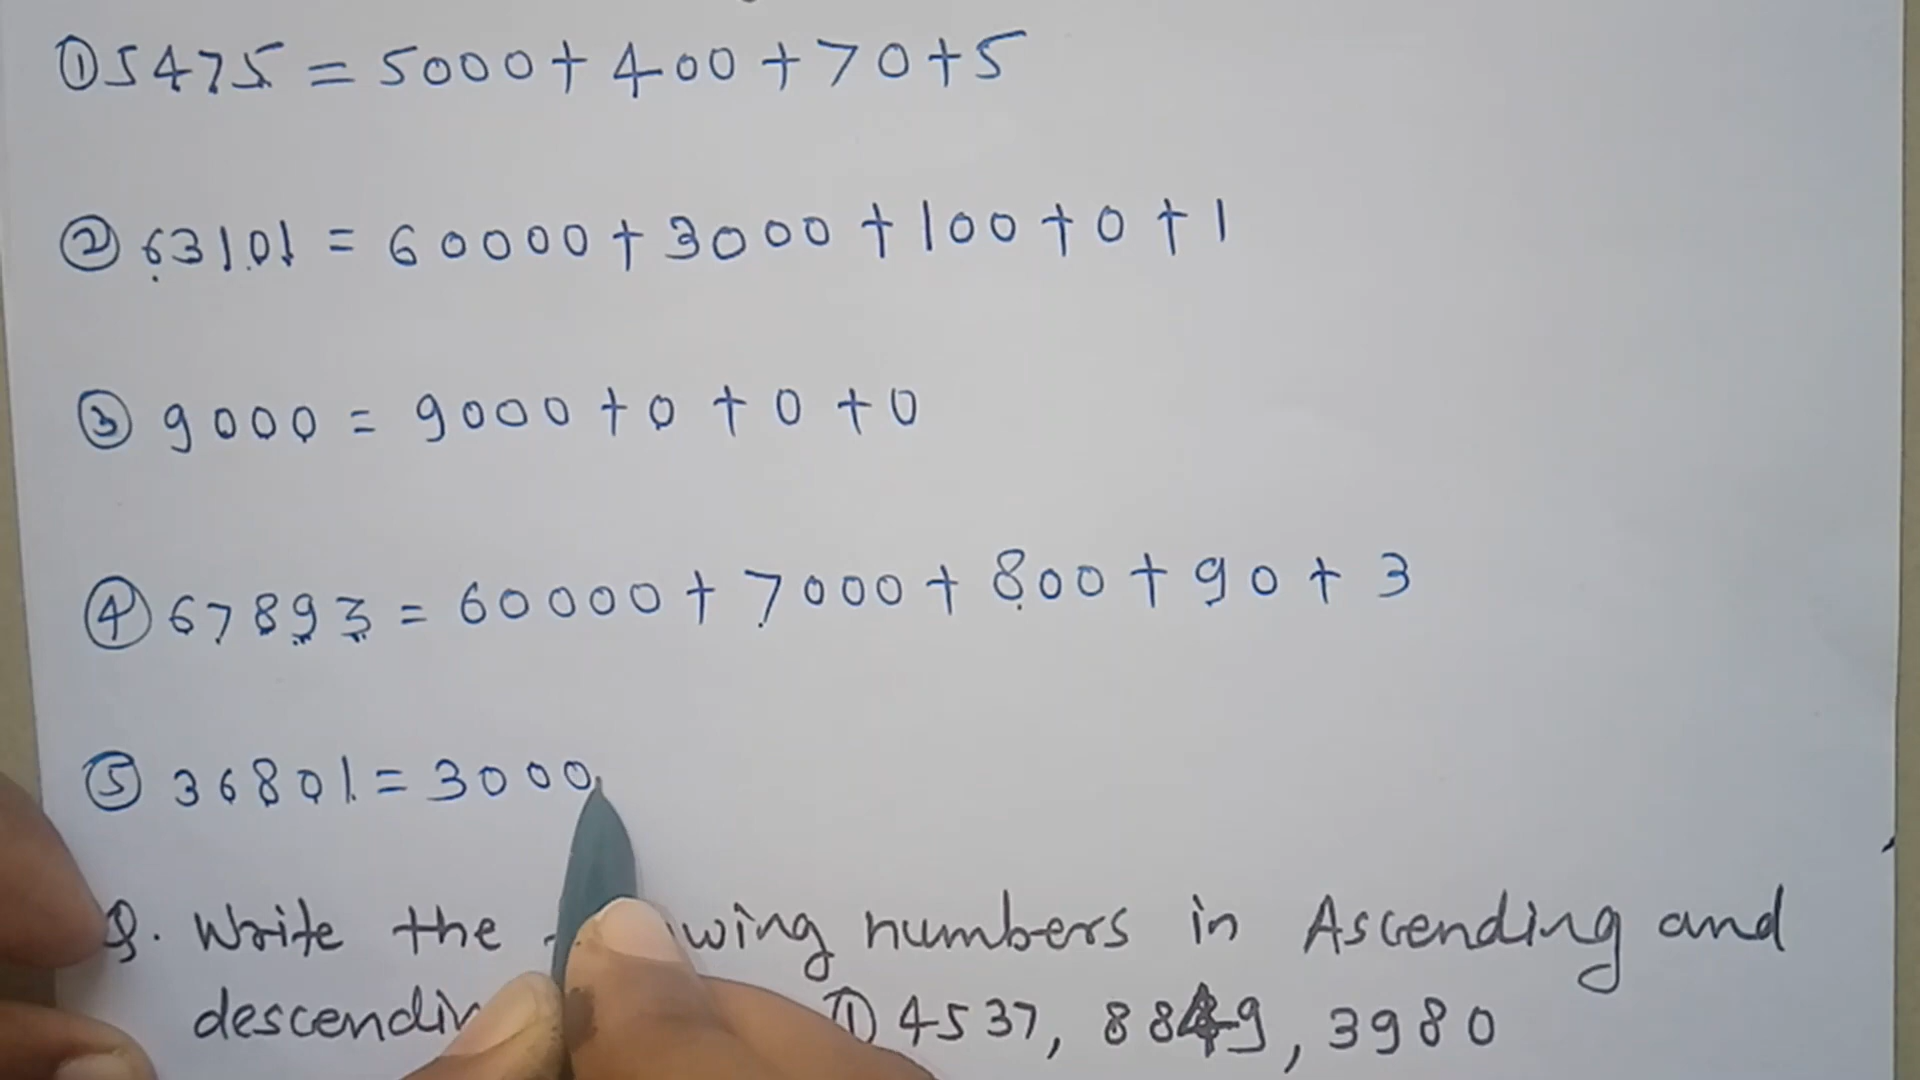 ① 5475 = 5000 + 400 + 70 + 5
② 63101 = 60000 + 3000 + 100 + 0 + 1
③ 9000 = 9000 + 0 + 0 + 0
④ 67893 = 60000 + 7000 + 800 + 90 + 3
⑤ 36801 = 3000
Q. Write the wing numbers in Ascending and
descendin ① 4537, 8849, 3980